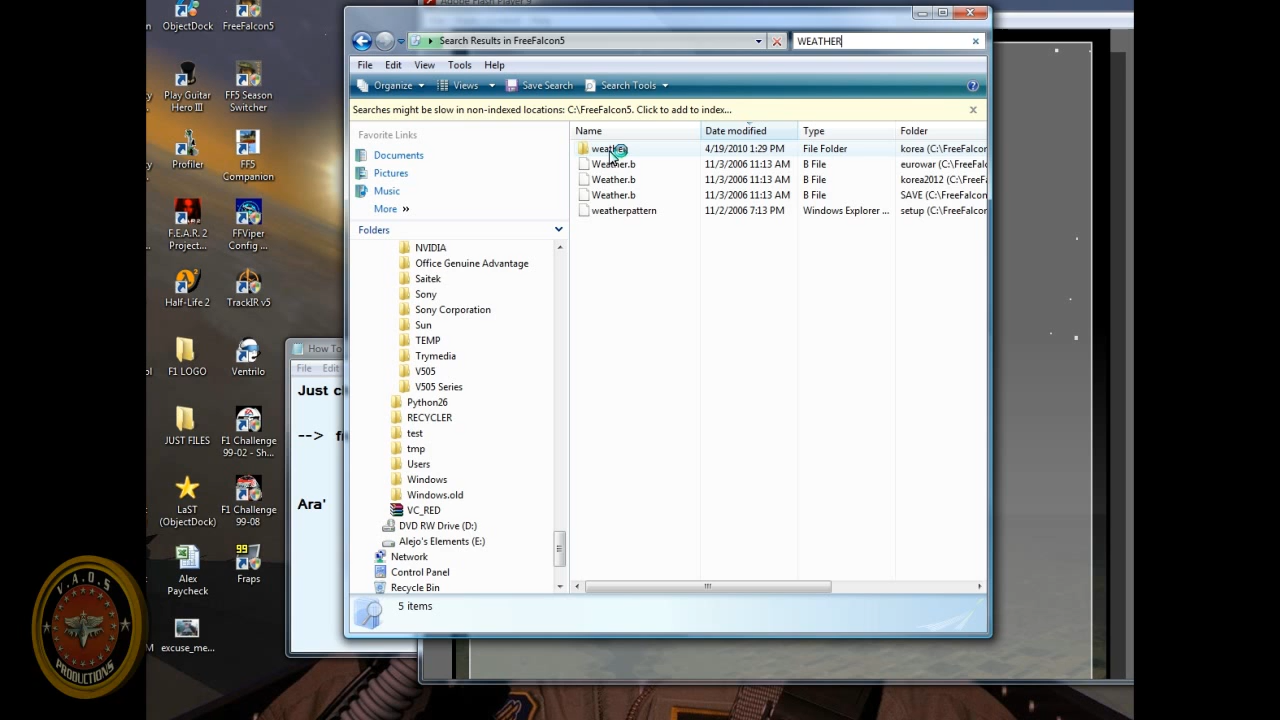 ObjectDock
FreeFalcon5
Play Guitar
Hero III
FF5 Season
Switcher
Profiler
FF5
Companion
F.E.A.R. 2
Project...
FFViper
Config ...
Half-Life 2
TrackIR v5
F1 LOGO
Ventrilo
JUST FILES
F1 Challenge
99-02 - Sh...
LaST
(ObjectDock)
F1 Challenge
99-08
Alex
Paycheck
Fraps
excuse_me...
V.A.O.S
PRODUCTIONS
How To
File Edit
Just c
-->
Ara'
Search Results in FreeFalcon5
WEATHER
File Edit View Tools Help
Organize Views Save Search Search Tools
Searches might be slow in non-indexed locations: C:\FreeFalcon5. Click to add to index...
Favorite Links
Documents
Pictures
Music
More »
Folders
NVIDIA
Office Genuine Advantage
Saitek
Sony
Sony Corporation
Sun
TEMP
Trymedia
V505
V505 Series
Python26
RECYCLER
test
tmp
Users
Windows
Windows.old
VC_RED
DVD RW Drive (D:)
Alejo's Elements (E:)
Network
Control Panel
Recycle Bin
Name Date modified Type Folder
weather 4/19/2010 1:29 PM File Folder korea (C:\FreeFalcon
Weather.b 11/3/2006 11:13 AM B File eurowar (C:\FreeFalc
Weather.b 11/3/2006 11:13 AM B File korea2012 (C:\FreeFa
Weather.b 11/3/2006 11:13 AM B File SAVE (C:\FreeFalcon
weatherpattern 11/2/2006 7:13 PM Windows Explorer ... setup (C:\FreeFalcon
5 items